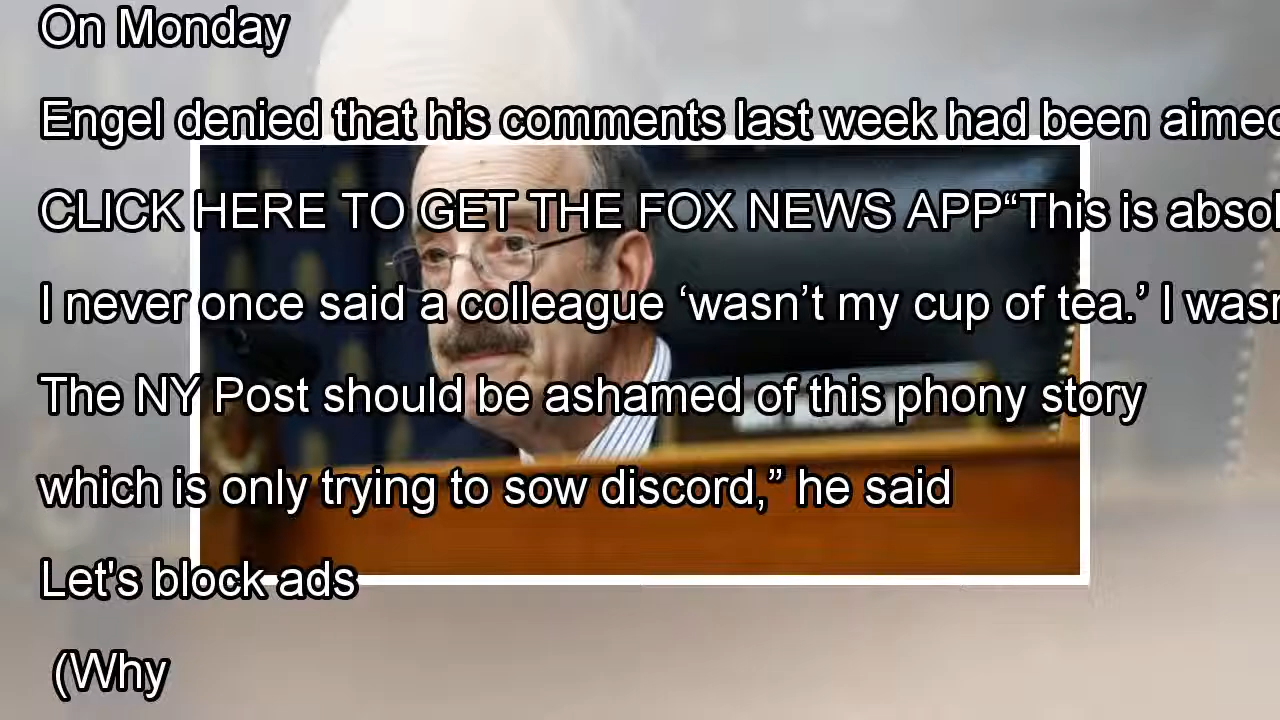 On Monday
Engel denied that his comments last week had been aimed
CLICK HERE TO GET THE FOX NEWS APP“This is absol
I never once said a colleague ‘wasn’t my cup of tea.’ I wasn
The NY Post should be ashamed of this phony story
which is only trying to sow discord,” he said
Let's block ads
(Why